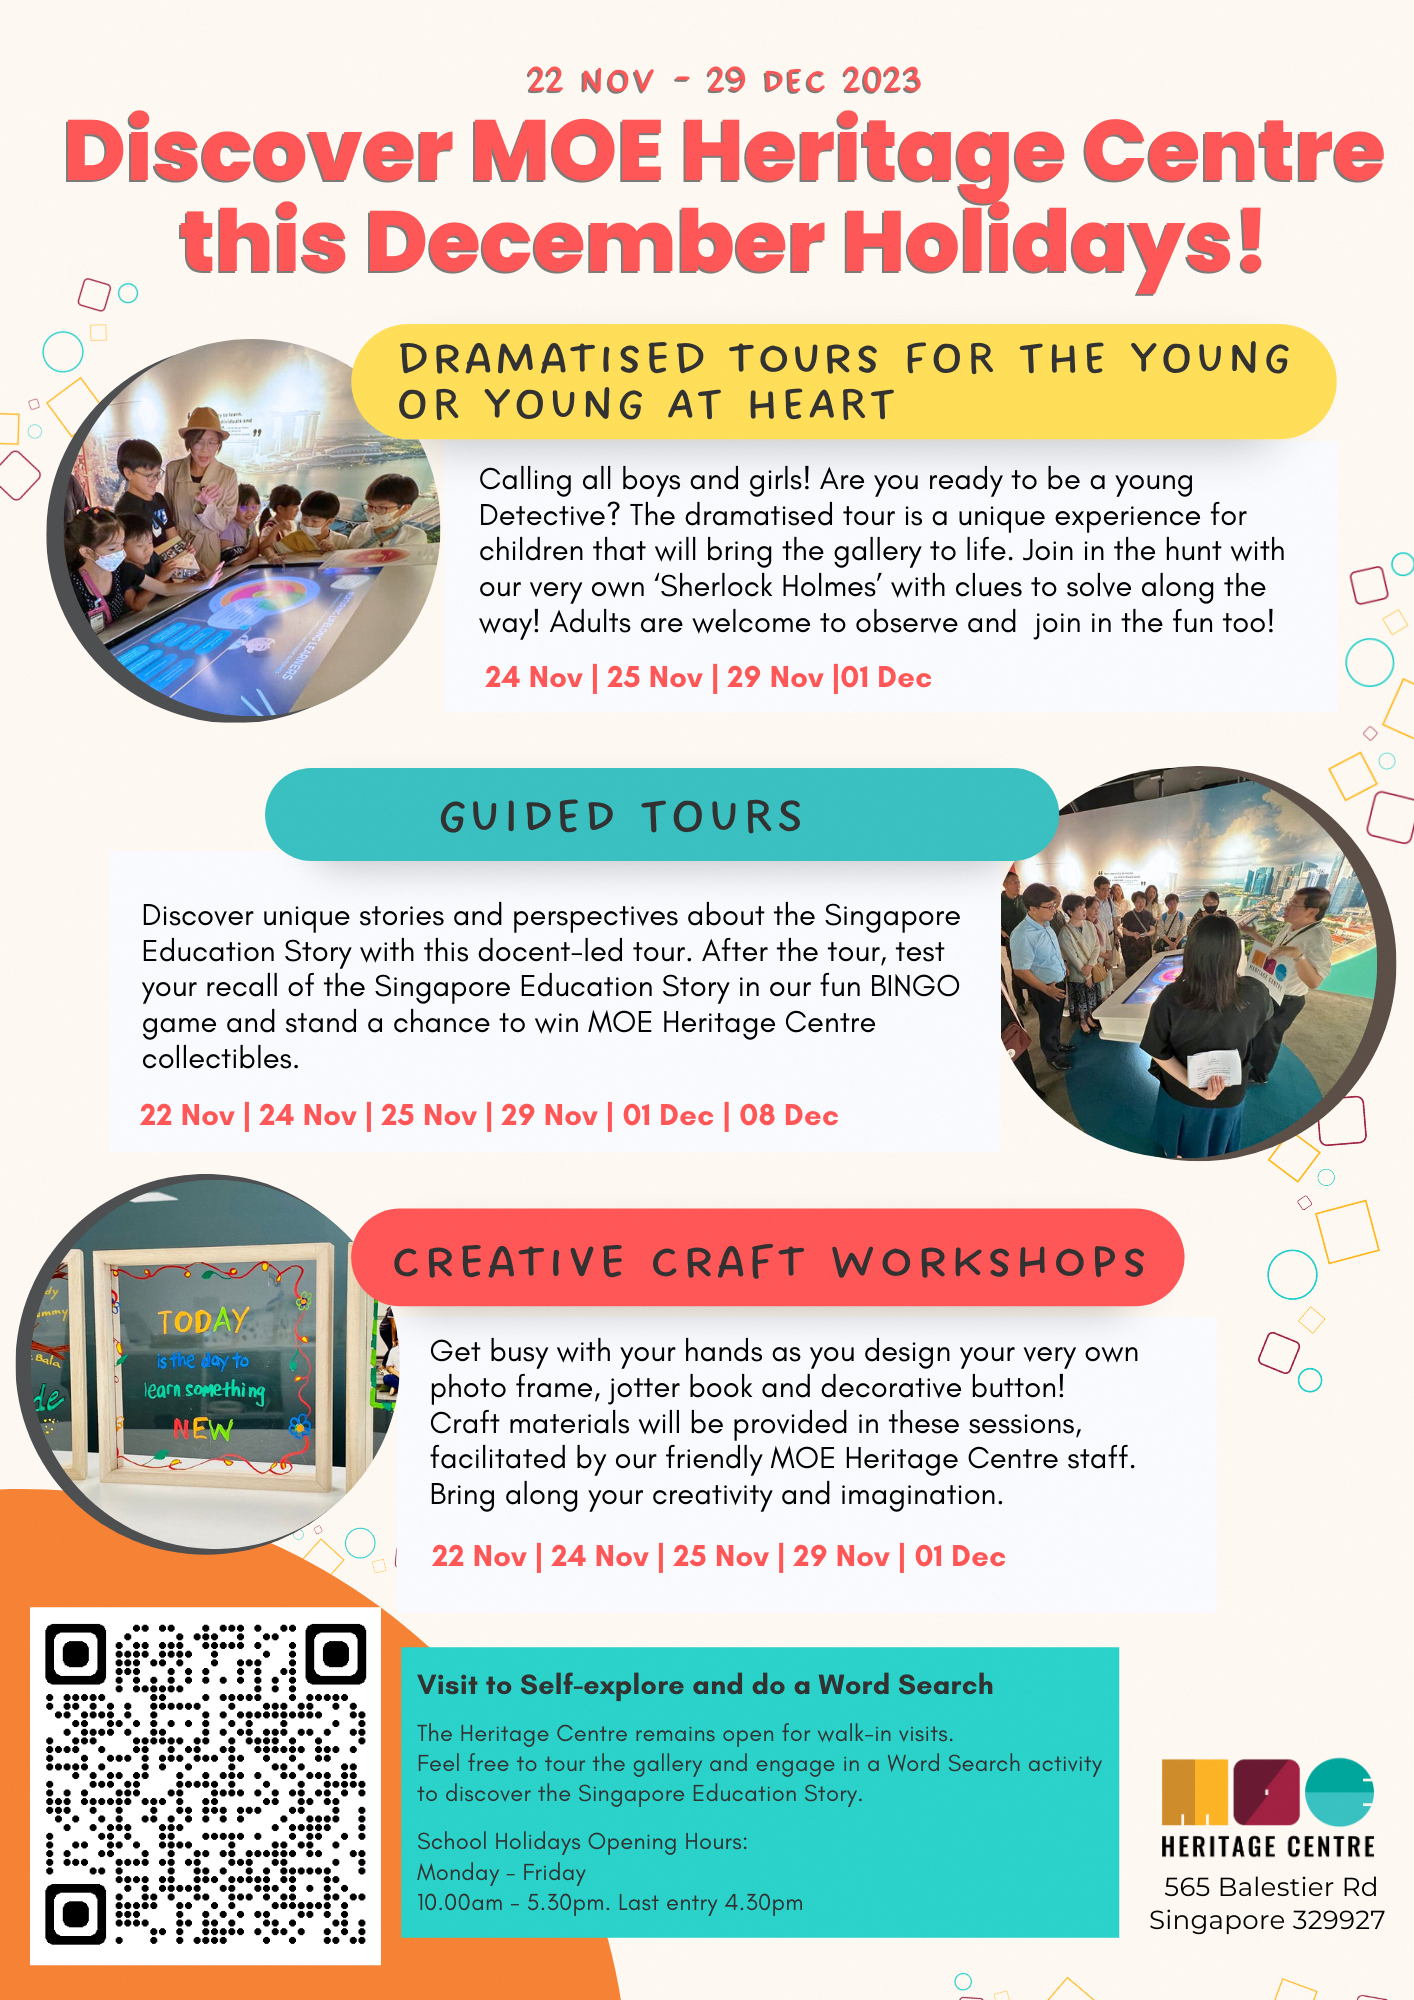 22 NOV - 29 DEC 2023
Discover MOE Heritage Centre
this December Holidays!
DRAMATISED TOURS FOR THE YOUNG
OR YOUNG AT HEART
Calling all boys and girls! Are you ready to be a young
Detective? The dramatised tour is a unique experience for
children that will bring the gallery to life. Join in the hunt with
our very own ‘Sherlock Holmes’ with clues to solve along the
way! Adults are welcome to observe and join in the fun too!
24 Nov | 25 Nov | 29 Nov |01 Dec
LIFELONG LEARNERS
GUIDED TOURS
Discover unique stories and perspectives about the Singapore
Education Story with this docent-led tour. After the tour, test
your recall of the Singapore Education Story in our fun BINGO
game and stand a chance to win MOE Heritage Centre
collectibles.
22 Nov | 24 Nov | 25 Nov | 29 Nov | 01 Dec | 08 Dec
HERITAGE CENTRE
CREATIVE CRAFT WORKSHOPS
TODAY
is the day to
learn something
NEW
Bala
Get busy with your hands as you design your very own
photo frame, jotter book and decorative button!
Craft materials will be provided in these sessions,
facilitated by our friendly MOE Heritage Centre staff.
Bring along your creativity and imagination.
22 Nov | 24 Nov | 25 Nov | 29 Nov | 01 Dec
Visit to Self-explore and do a Word Search
The Heritage Centre remains open for walk-in visits.
Feel free to tour the gallery and engage in a Word Search activity
to discover the Singapore Education Story.
School Holidays Opening Hours:
Monday - Friday
10.00am - 5.30pm. Last entry 4.30pm
MOE
HERITAGE CENTRE
565 Balestier Rd
Singapore 329927